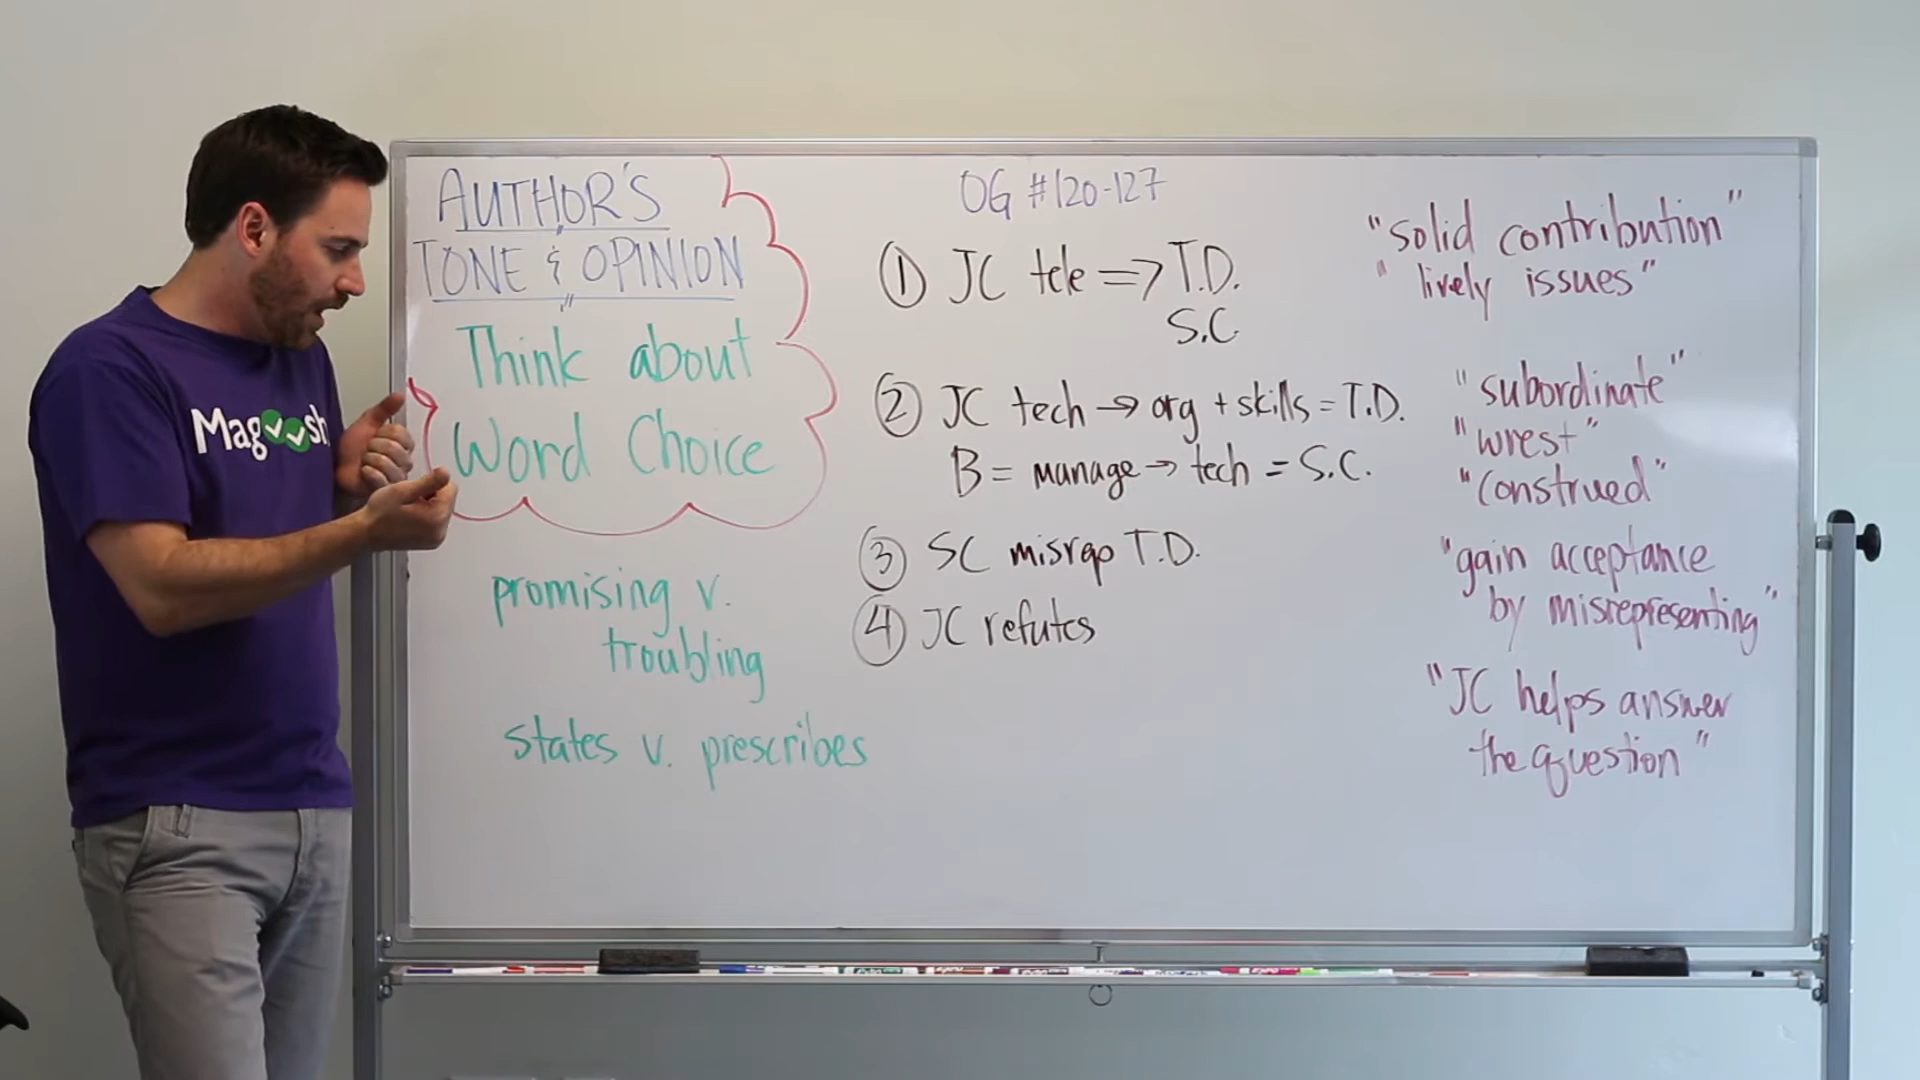 Magoosh
AUTHOR'S
TONE & OPINION
Think about
Word Choice
promising v.
troubling
states v. prescribes
OG #120-127
① JC tele => T.D.
S.C
② JC tech → org + skills = T.D.
B = manage → tech = S.C.
③ SC misrep T.D.
④ JC refutes
"solid contribution"
"lively issues"
"subordinate"
"wrest"
"construed"
"gain acceptance
by misrepresenting"
"JC helps answer
the question"